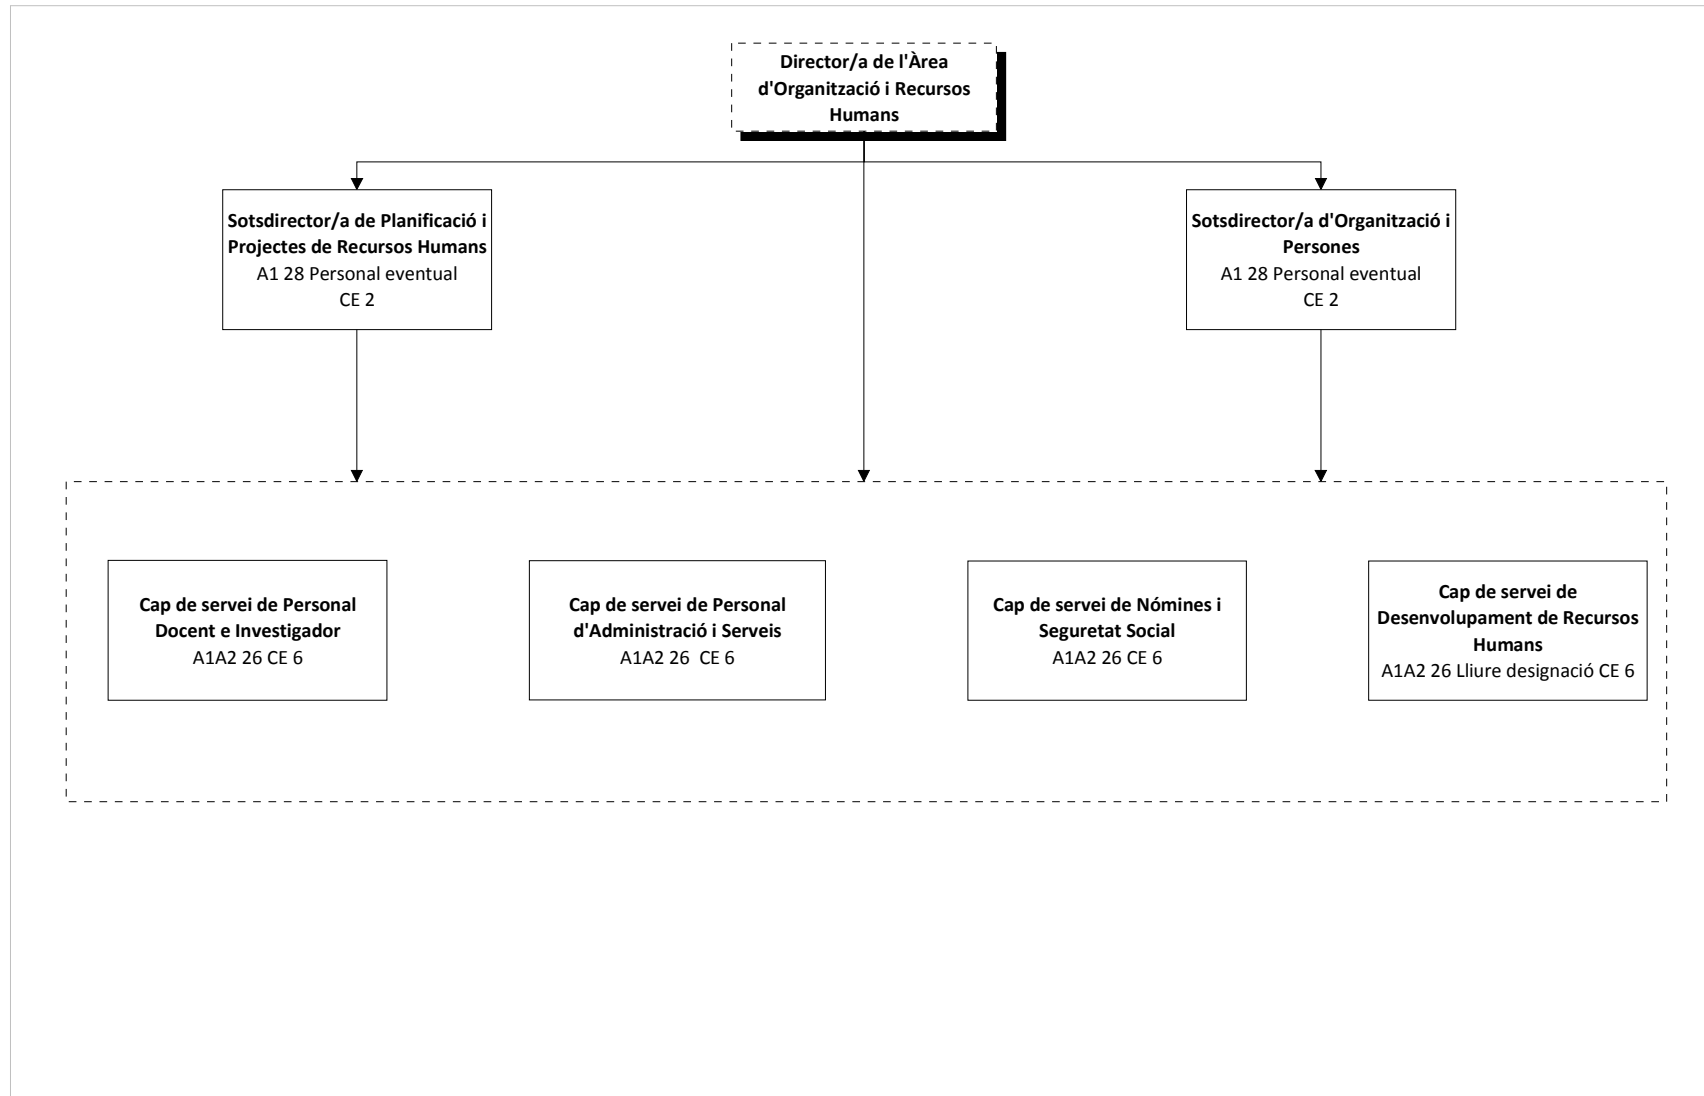 Director/a de l'Àrea
d'Organització i Recursos
Humans
Sotsdirector/a de Planificació i
Projectes de Recursos Humans
A1 28 Personal eventual
CE 2
Sotsdirector/a d'Organització i
Persones
A1 28 Personal eventual
CE 2
Cap de servei de Personal
Docent e Investigador
A1A2 26 CE 6
Cap de servei de Personal
d'Administració i Serveis
A1A2 26  CE 6
Cap de servei de Nómines i
Seguretat Social
A1A2 26 CE 6
Cap de servei de
Desenvolupament de Recursos
Humans
A1A2 26 Lliure designació CE 6